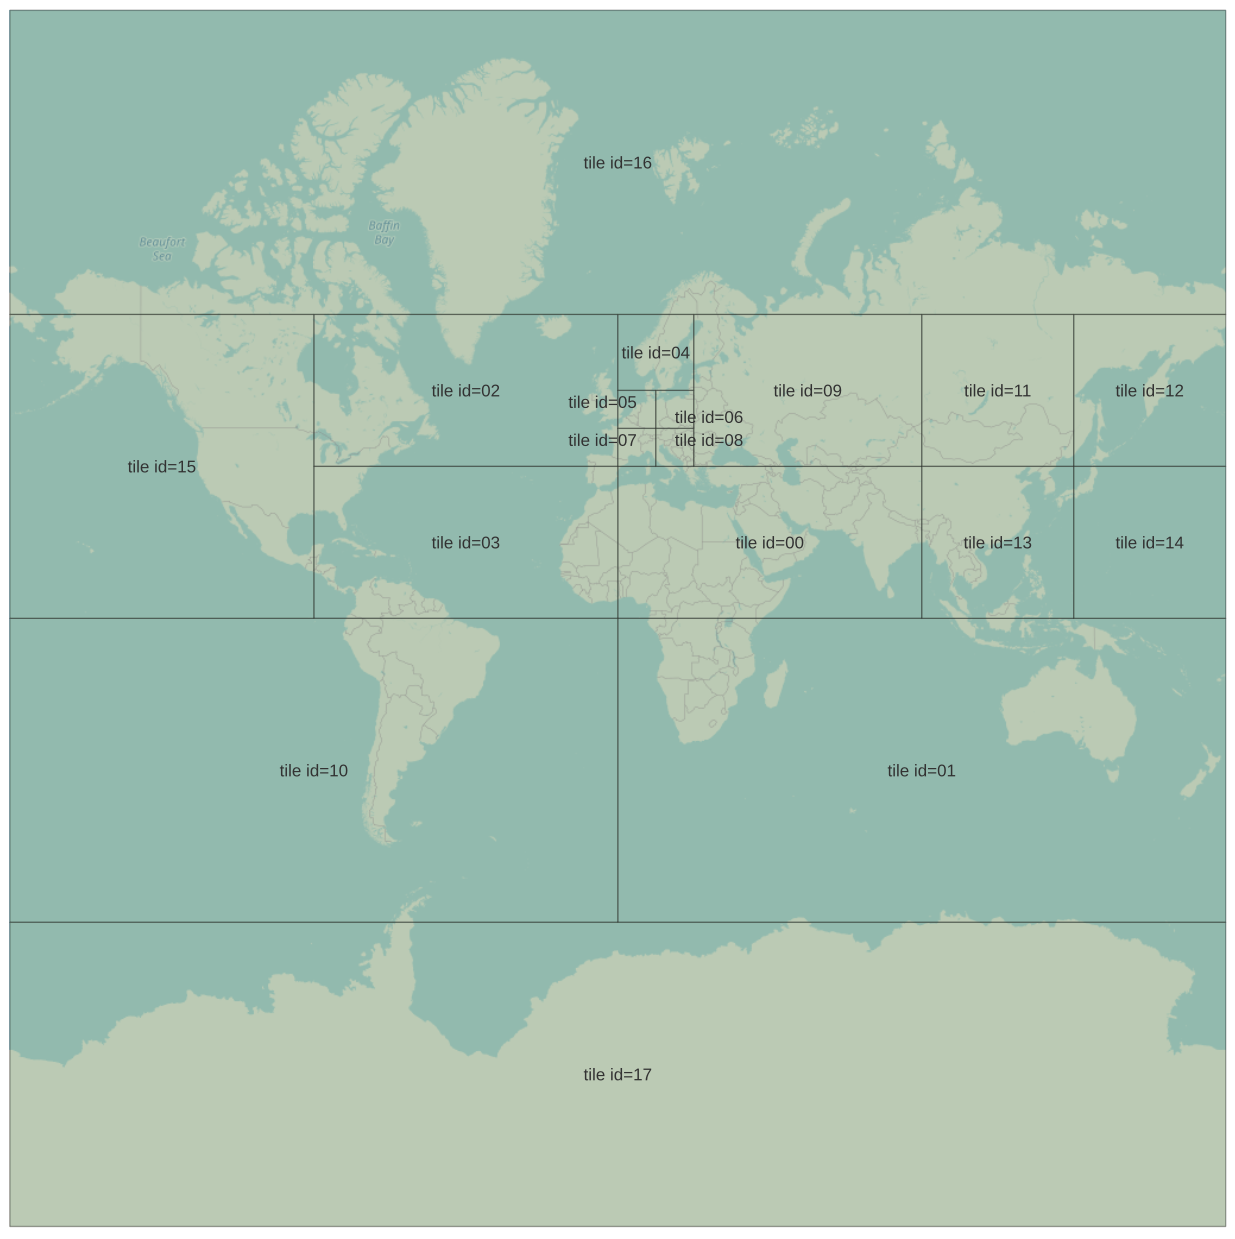 tile id=16
Baffin
Bay
Beaufort
Sea
tile id=04
tile id=02
tile id=09
tile id=11
tile id=12
tile id=05
tile id=06
tile id=07
tile id=08
tile id=15
tile id=03
tile id=00
tile id=13
tile id=14
tile id=10
tile id=01
tile id=17